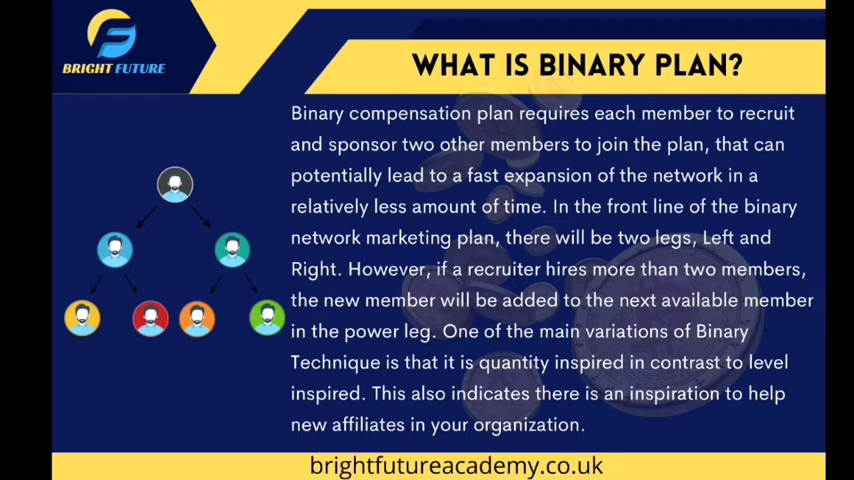 BRIGHT FUTURE
WHAT IS BINARY PLAN?
Binary compensation plan requires each member to recruit
and sponsor two other members to join the plan, that can
potentially lead to a fast expansion of the network in a
relatively less amount of time. In the front line of the binary
network marketing plan, there will be two legs, Left and
Right. However, if a recruiter hires more than two members,
the new member will be added to the next available member
in the power leg. One of the main variations of Binary
Technique is that it is quantity inspired in contrast to level
inspired. This also indicates there is an inspiration to help
new affiliates in your organization.
brightfutureacademy.co.uk